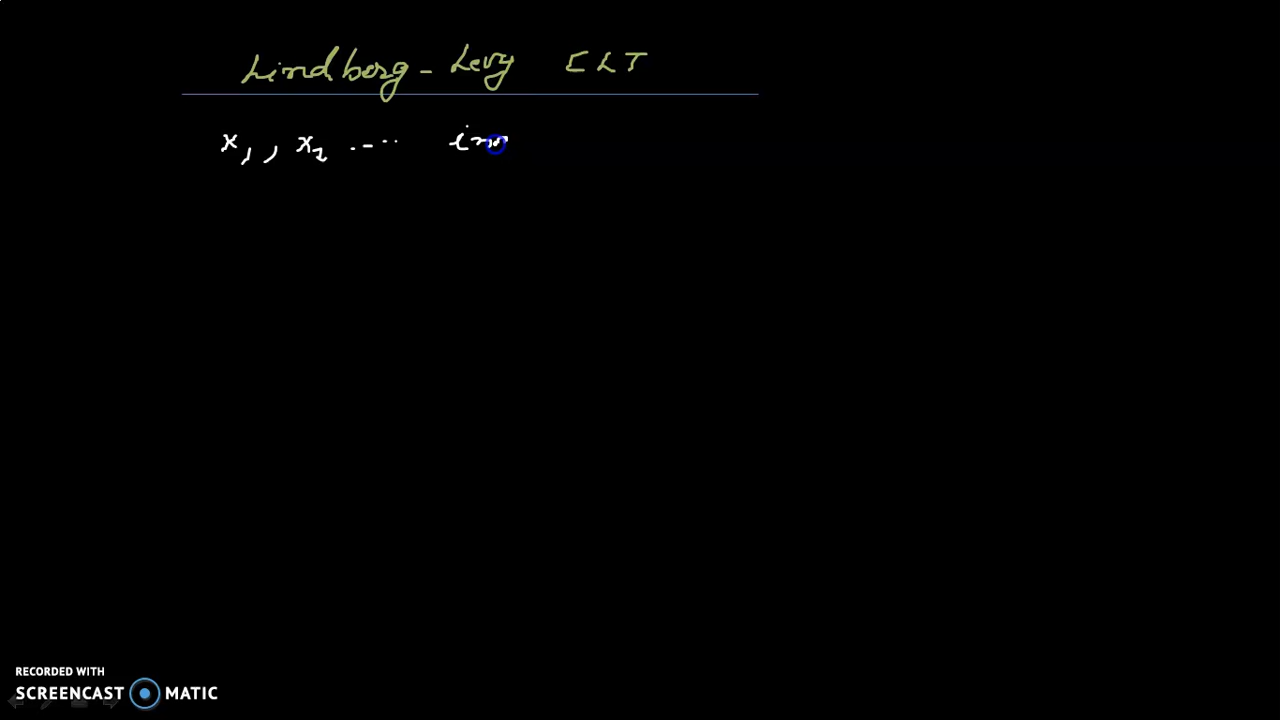 Lindberg - Levy CLT
x₁, x₂ ....
RECORDED WITH
SCREENCAST MATIC